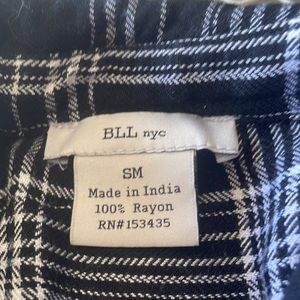 BLL nyc
SM
Made in India
100% Rayon
RN#153435